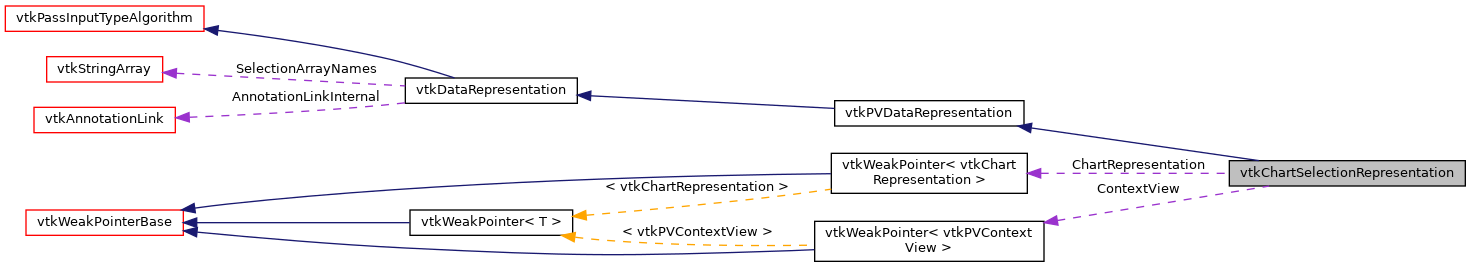 vtkPassInputTypeAlgorithm
vtkStringArray
SelectionArrayNames
vtkDataRepresentation
AnnotationLinkInternal
vtkAnnotationLink
vtkPVDataRepresentation
vtkWeakPointer< vtkChart
Representation >
ChartRepresentation
vtkChartSelectionRepresentation
ContextView
< vtkChartRepresentation >
vtkWeakPointerBase
vtkWeakPointer< T >
< vtkPVContextView >
vtkWeakPointer< vtkPVContext
View >